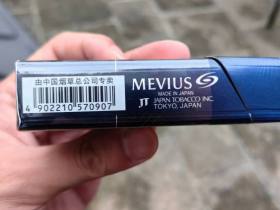 由中国烟草总公司专卖
4 902210 570907
MEVIUS
MADE IN JAPAN
JT JAPAN TOBACCO INC.
TOKYO, JAPAN